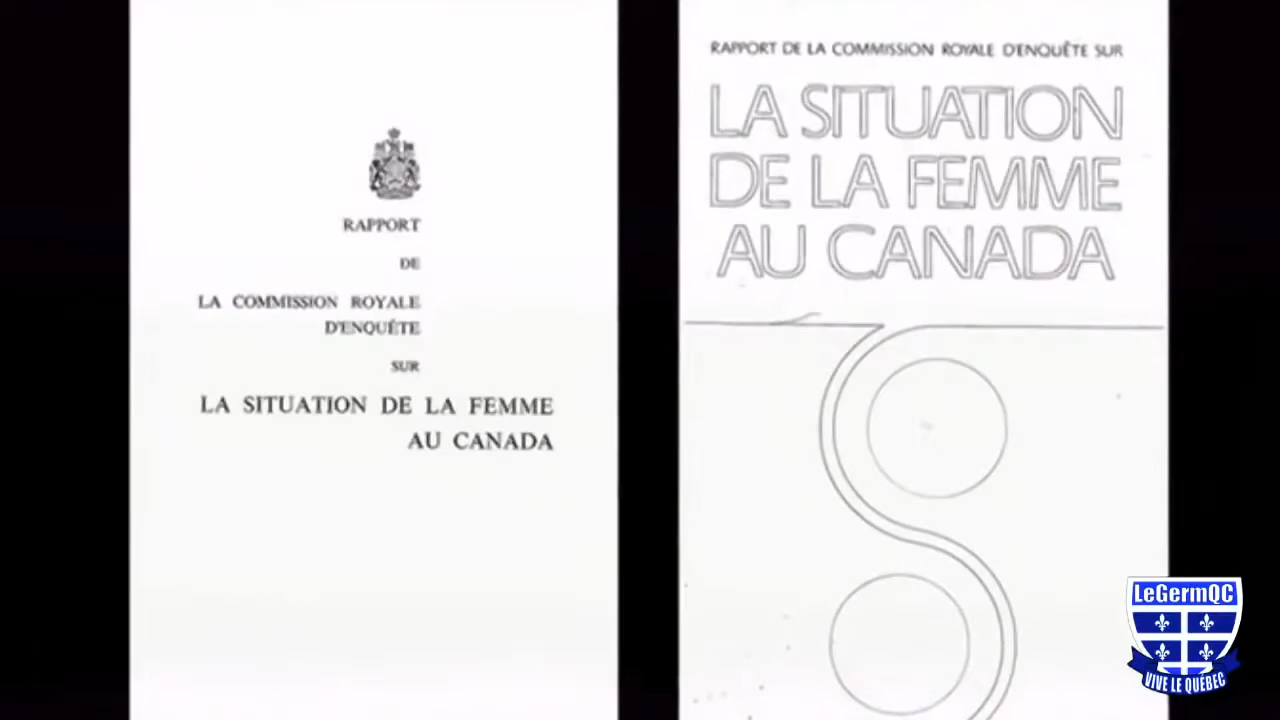 RAPPORT
DE
LA COMMISSION ROYALE
D'ENQUÊTE
SUR
LA SITUATION DE LA FEMME
AU CANADA
RAPPORT DE LA COMMISSION ROYALE D'ENQUÊTE SUR
LA SITUATION
DE LA FEMME
AU CANADA
LeGermQC
VIVE LE QUÉBEC